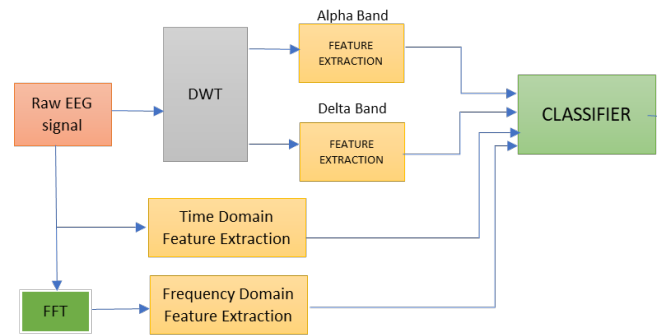 Alpha Band
FEATURE
EXTRACTION
Raw EEG
signal
DWT
Delta Band
FEATURE
EXTRACTION
CLASSIFIER
Time Domain
Feature Extraction
FFT
Frequency Domain
Feature Extraction